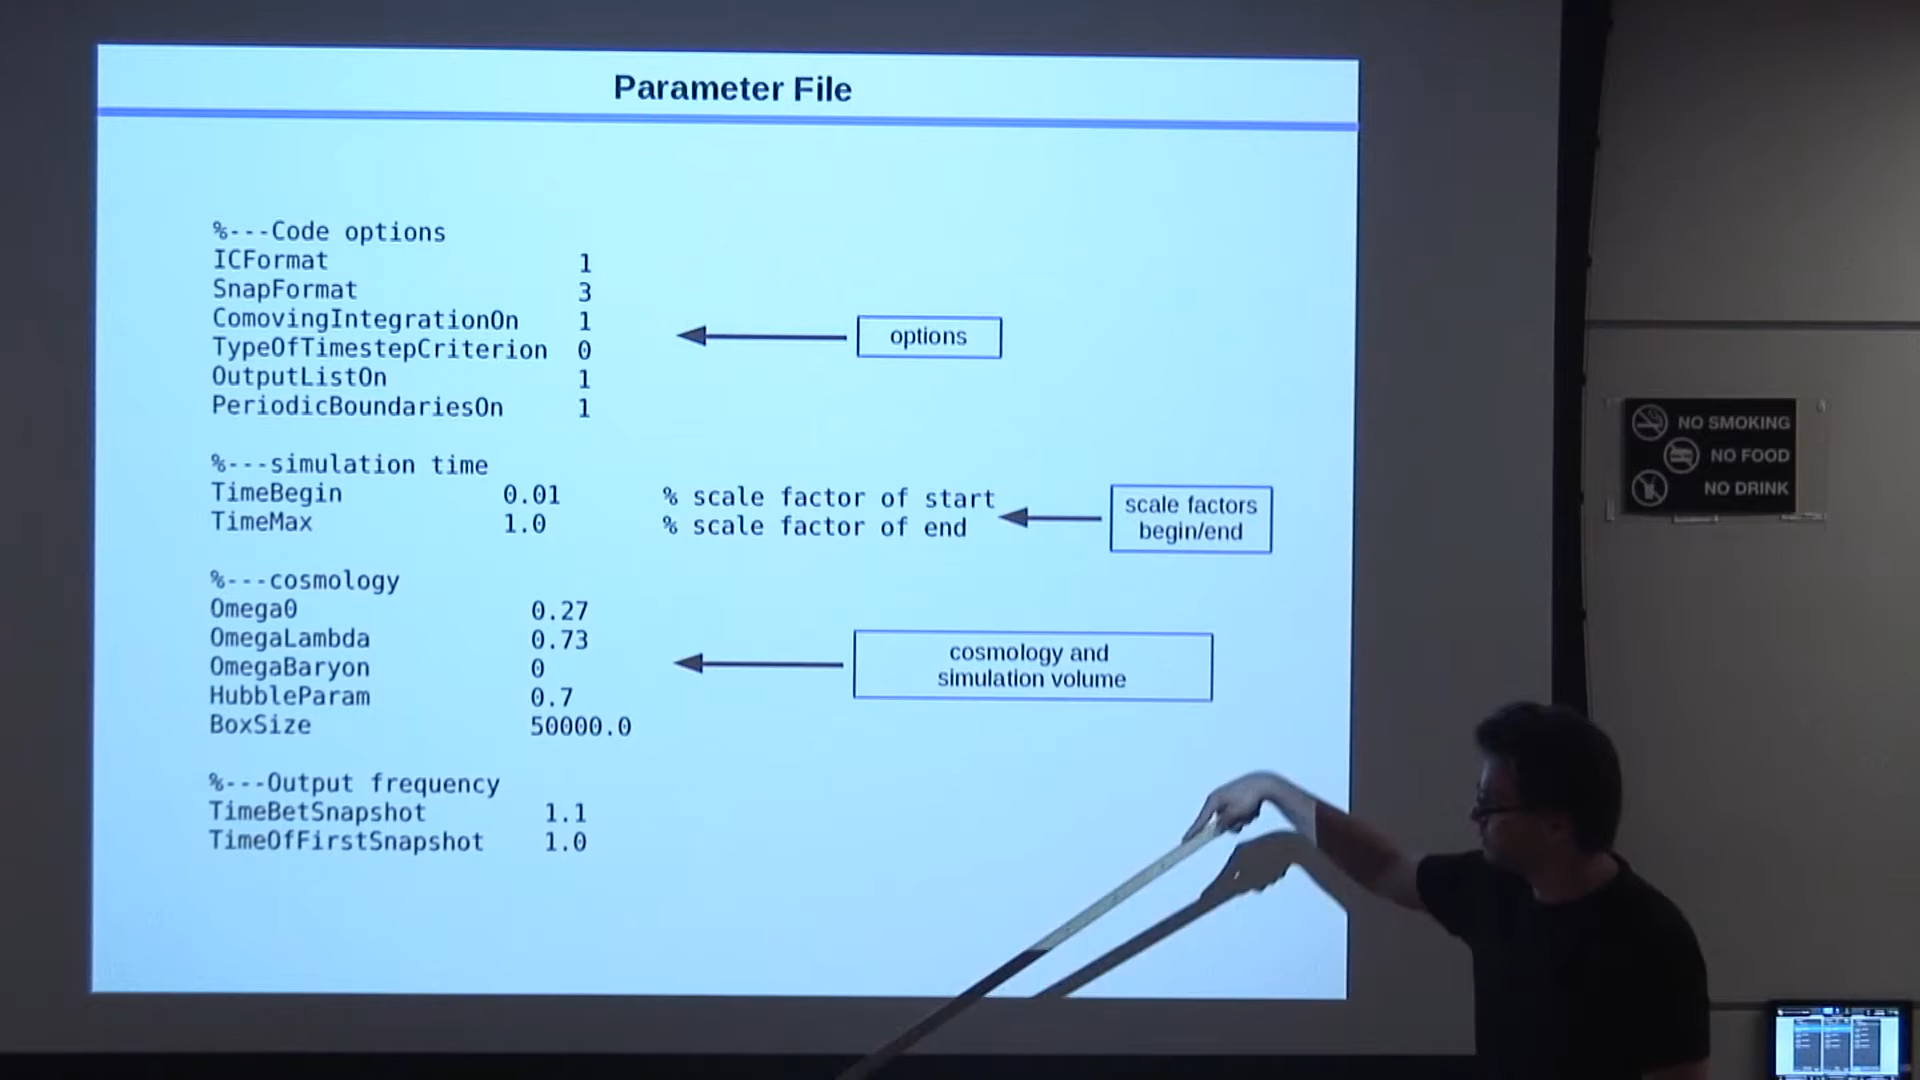 Parameter File
%---Code options
ICFormat 1
SnapFormat 3
ComovingIntegrationOn 1
TypeOfTimestepCriterion 0
OutputListOn 1
PeriodicBoundariesOn 1
options
%---simulation time
TimeBegin 0.01 % scale factor of start
TimeMax 1.0 % scale factor of end
scale factors
begin/end
%---cosmology
Omega0 0.27
OmegaLambda 0.73
OmegaBaryon 0
HubbleParam 0.7
BoxSize 50000.0
cosmology and
simulation volume
%---Output frequency
TimeBetSnapshot 1.1
TimeOfFirstSnapshot 1.0
NO SMOKING
NO FOOD
NO DRINK